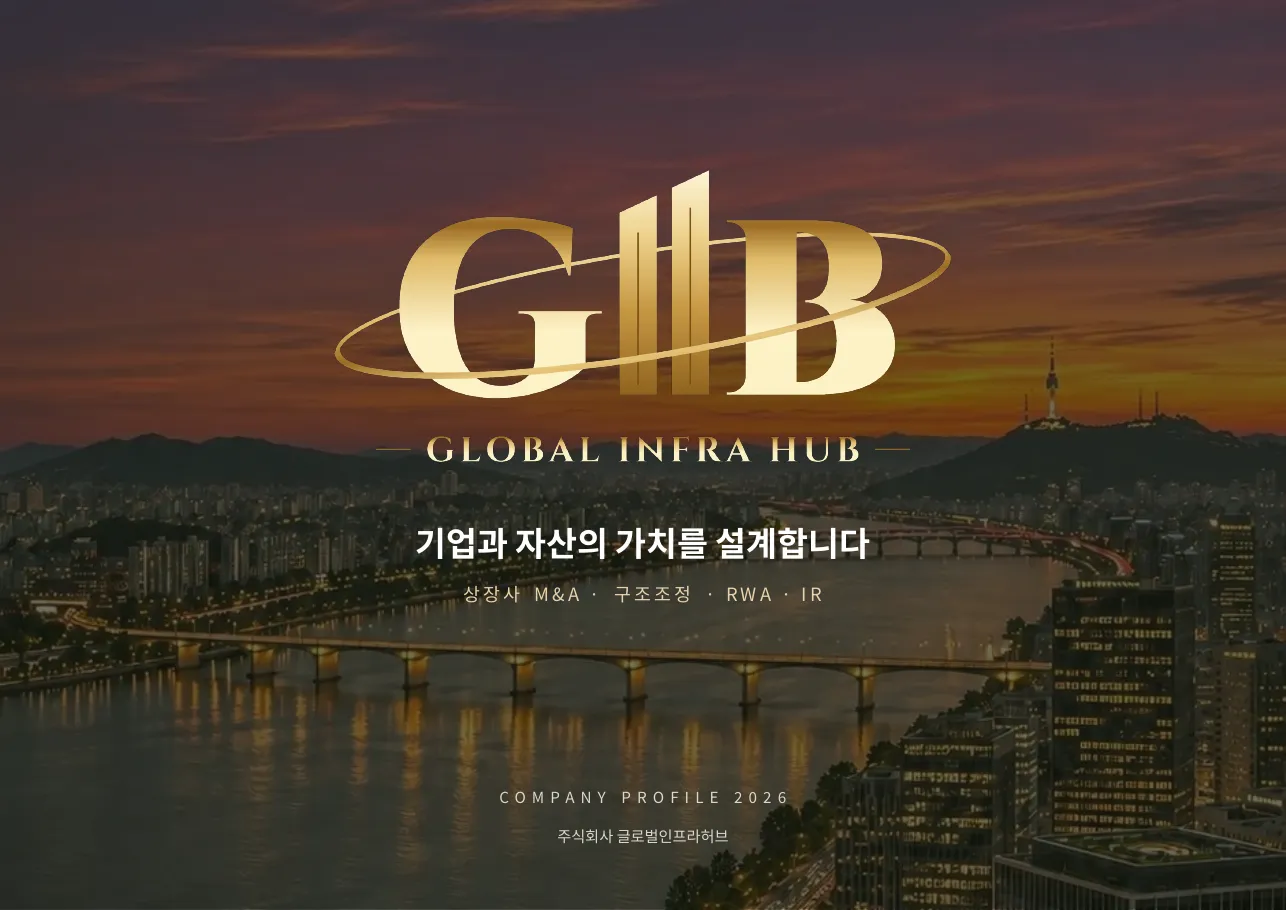 GIIB
GLOBAL INFRA HUB
기업과 자산의 가치를 설계합니다
상장사 M&A · 구조조정 · RWA · IR
COMPANY PROFILE 2026
주식회사 글로벌인프라허브